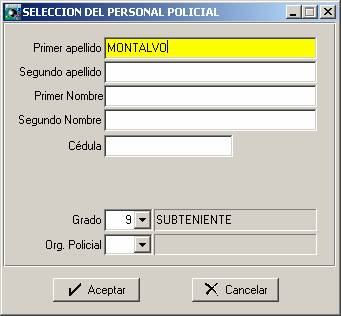 SELECCION DEL PERSONAL POLICIAL
Primer apellido MONTALVO
Segundo apellido
Primer Nombre
Segundo Nombre
Cédula
Grado 9 SUBTENIENTE
Org. Policial
Aceptar Cancelar